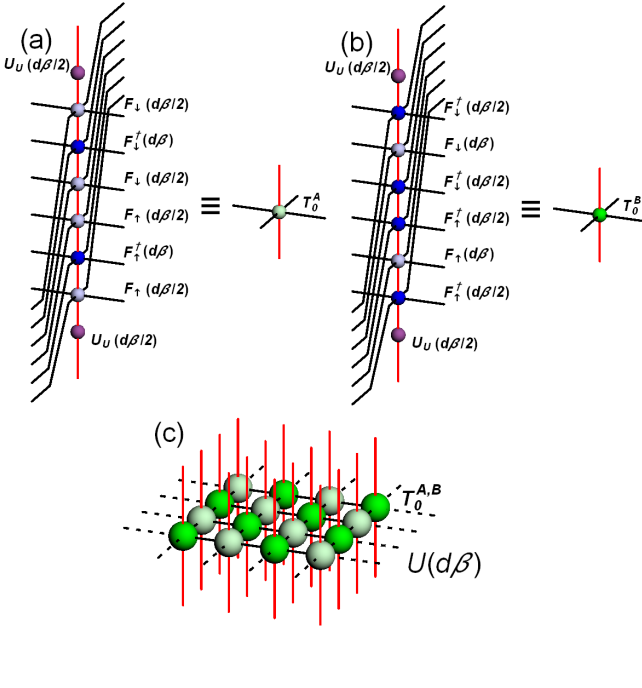 (a)
U_U (dβ/2)
F↓ (dβ/2)
F↓† (dβ)
F↓ (dβ/2)
F↑ (dβ/2)
F↑† (dβ)
F↑ (dβ/2)
U_U (dβ/2)
≡
T_0^A
(b)
U_U (dβ/2)
F↓† (dβ/2)
F↓ (dβ)
F↓† (dβ/2)
F↑† (dβ/2)
F↑ (dβ)
F↑† (dβ/2)
U_U (dβ/2)
≡
T_0^B
(c)
T_0^{A,B}
U(dβ)